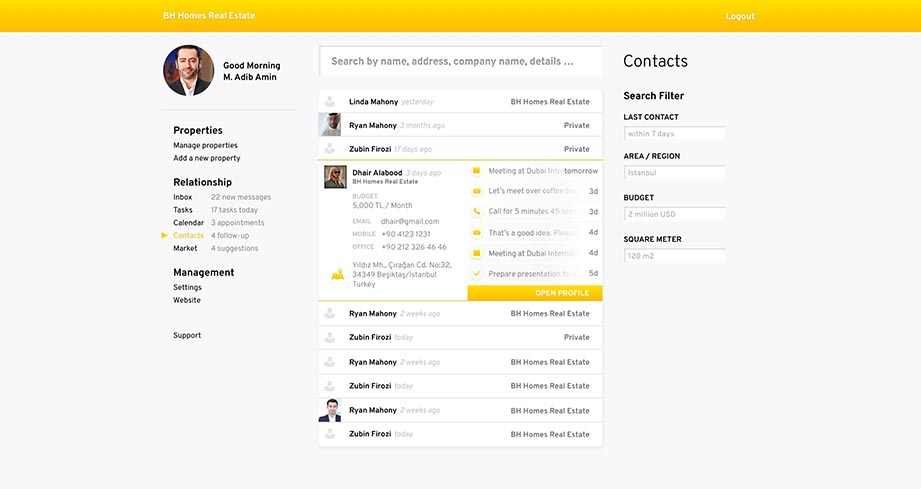 BH Homes Real Estate
Logout
Good Morning
M. Adib Amin
Properties
Manage properties
Add a new property
Relationship
Inbox 22 new messages
Tasks 17 tasks today
Calendar 3 appointments
Contacts 4 follow-up
Market 4 suggestions
Management
Settings
Website
Support
Search by name, address, company name, details ...
Linda Mahony yesterday BH Homes Real Estate
Ryan Mahony 3 months ago Private
Zubin Firozi 17 days ago Private
Dhair Alabood 3 days ago
BH Homes Real Estate
BUDGET
5,000 TL / Month
EMAIL dhair@gmail.com
MOBILE +90 4123 1231
OFFICE +90 212 326 46 46
Yıldız Mh., Çırağan Cd. No:32,
34349 Beşiktaş/İstanbul
Turkey
Meeting at Dubai Inte tomorrow
Let's meet over coffee to 3d
Call for 5 minutes 45 seco 3d
That's a good idea. Please 4d
Meeting at Dubai Internat 4d
Prepare presentation for t 5d
OPEN PROFILE
Ryan Mahony 2 weeks ago BH Homes Real Estate
Zubin Firozi today Private
Ryan Mahony 2 weeks ago BH Homes Real Estate
Zubin Firozi today BH Homes Real Estate
Ryan Mahony 2 weeks ago BH Homes Real Estate
Zubin Firozi today BH Homes Real Estate
Contacts
Search Filter
LAST CONTACT
within 7 days
AREA / REGION
Istanbul
BUDGET
2 million USD
SQUARE METER
120 m2